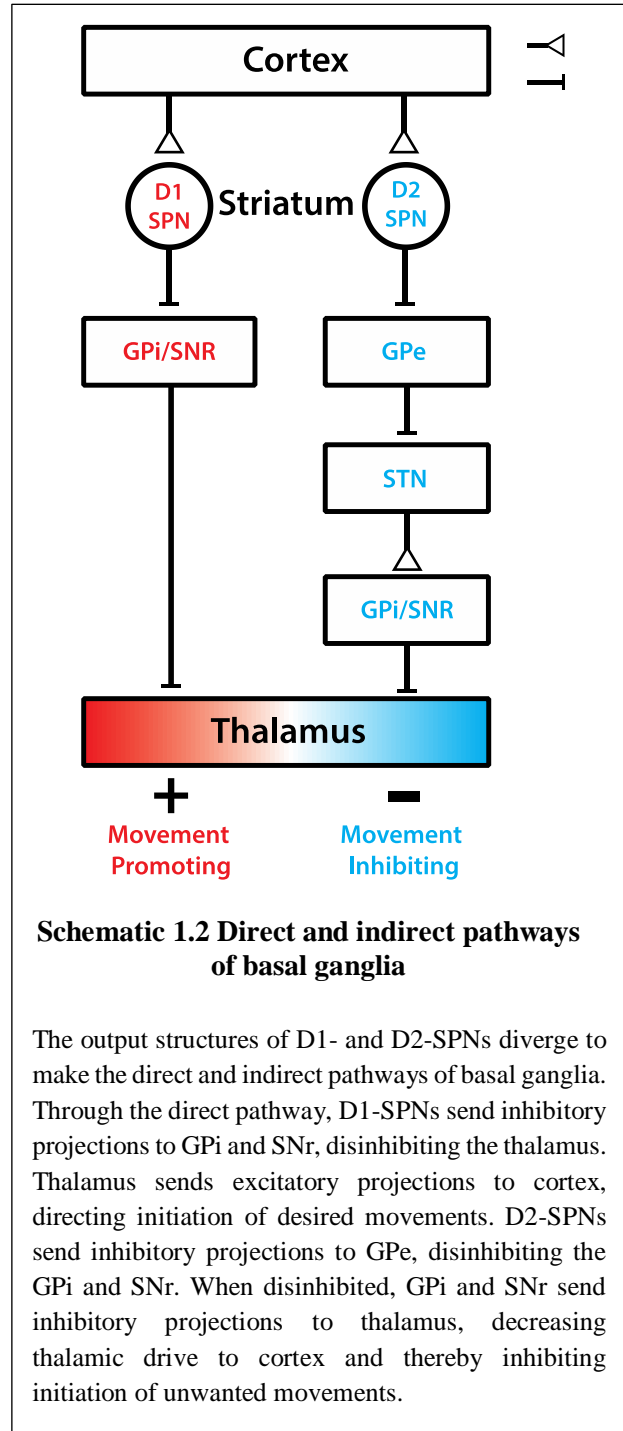 Cortex
D1
SPN
Striatum
D2
SPN
GPi/SNR
GPe
STN
GPi/SNR
Thalamus
+
-
Movement
Promoting
Movement
Inhibiting
Schematic 1.2 Direct and indirect pathways
of basal ganglia
The output structures of D1- and D2-SPNs diverge to
make the direct and indirect pathways of basal ganglia.
Through the direct pathway, D1-SPNs send inhibitory
projections to GPi and SNr, disinhibiting the thalamus.
Thalamus sends excitatory projections to cortex,
directing initiation of desired movements. D2-SPNs
send inhibitory projections to GPe, disinhibiting the
GPi and SNr. When disinhibited, GPi and SNr send
inhibitory projections to thalamus, decreasing
thalamic drive to cortex and thereby inhibiting
initiation of unwanted movements.